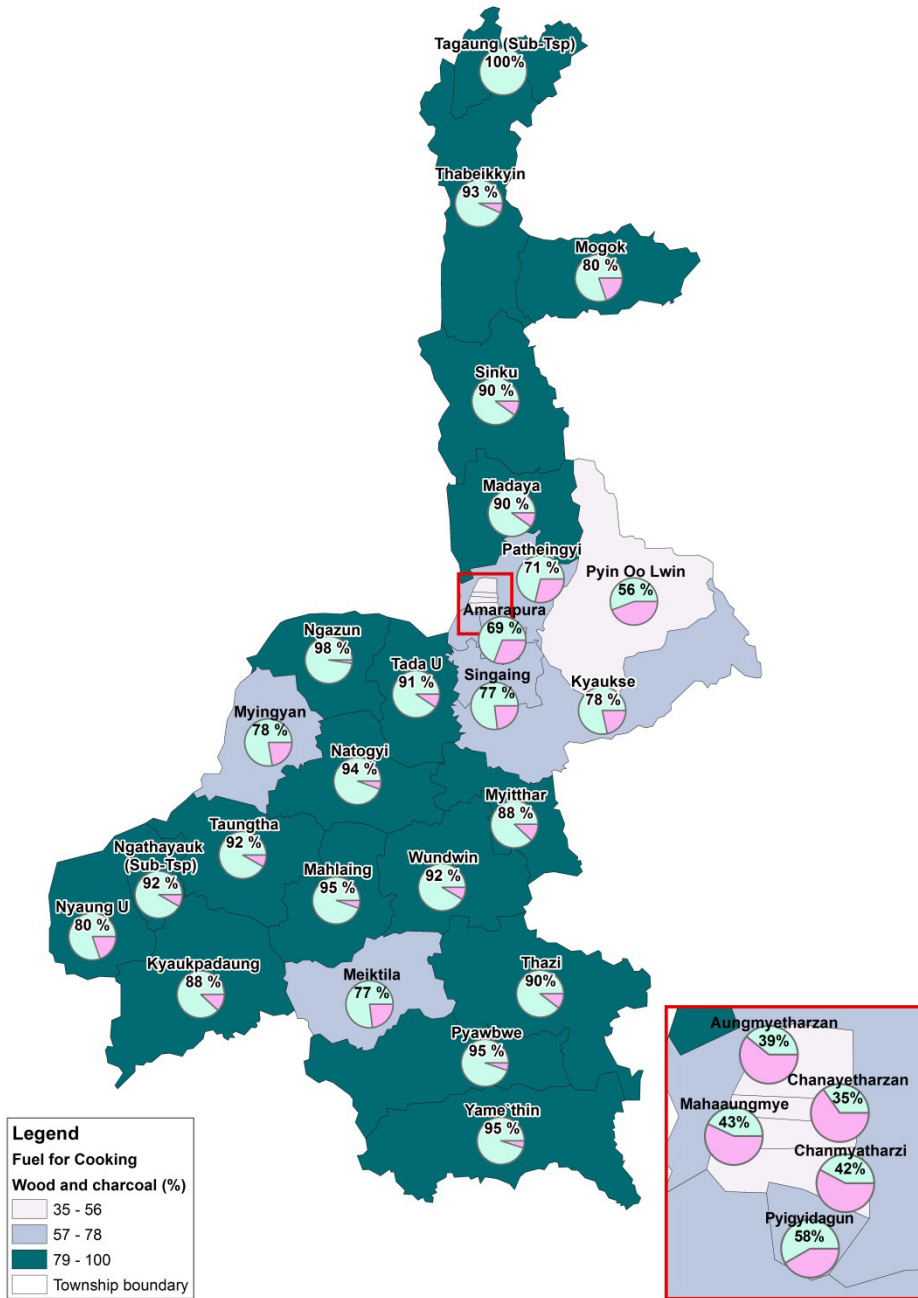 Tagaung (Sub-Tsp)
100%
Thabeikkyin
93 %
Mogok
80 %
Sinku
90 %
Madaya
90 %
Patheingyi
71 %
Pyin Oo Lwin
56 %
Amarapura
69 %
Ngazun
98 %
Tada U
91 %
Singaing
77 %
Kyaukse
78 %
Myingyan
78 %
Natogyi
94 %
Myitthar
88 %
Taungtha
92 %
Ngathayauk
(Sub-Tsp)
92 %
Mahlaing
95 %
Wundwin
92 %
Nyaung U
80 %
Kyaukpadaung
88 %
Meiktila
77 %
Thazi
90%
Pyawbwe
95 %
Yame`thin
95 %
Aungmyetharzan
39%
Chanayetharzan
35%
Mahaaungmye
43%
Chanmyatharzi
42%
Pyigyidagun
58%
Legend
Fuel for Cooking
Wood and charcoal (%)
35 - 56
57 - 78
79 - 100
Township boundary